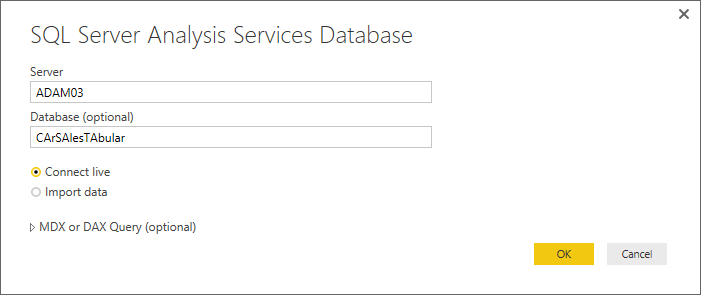 SQL Server Analysis Services Database
Server
ADAM03
Database (optional)
CArSAlesTAbular
Connect live
Import data
MDX or DAX Query (optional)
OK Cancel